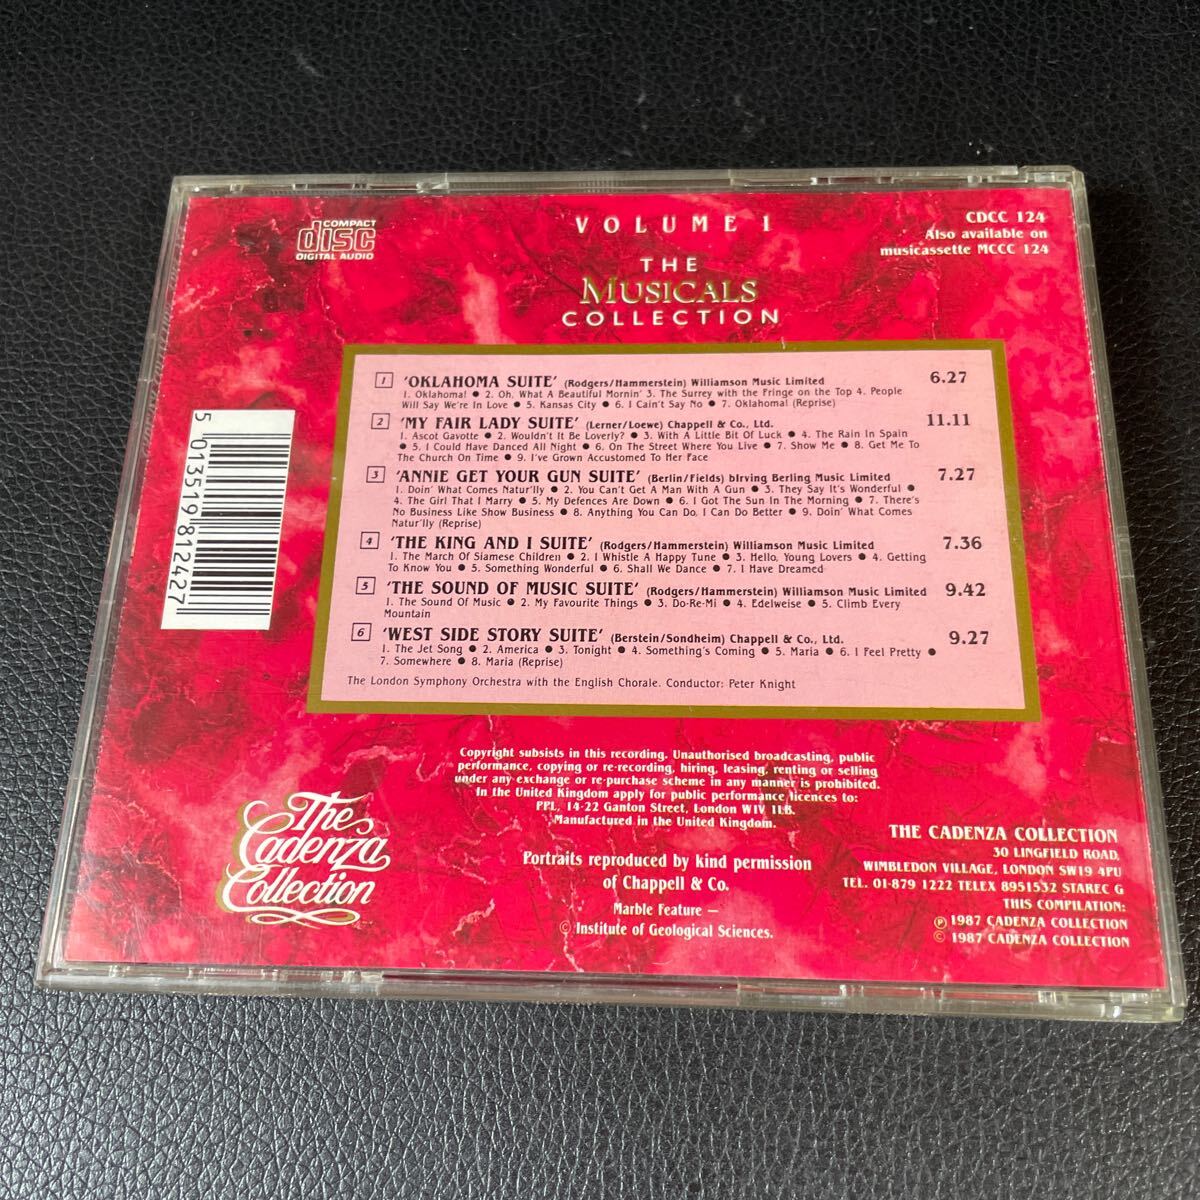 COMPACT
disc
DIGITAL AUDIO
VOLUME 1
THE
MUSICALS
COLLECTION
CDCC 124
Also available on
musicassette MCCC 124
1 'OKLAHOMA SUITE' (Rodgers/Hammerstein) Williamson Music Limited 6.27
1. Oklahoma! ● 2. Oh, What A Beautiful Mornin' 3. The Surrey with the Fringe on the Top 4. People
Will Say We're In Love ● 5. Kansas City ● 6. I Cain't Say No ● 7. Oklahoma! (Reprise)
2 'MY FAIR LADY SUITE' (Lerner/Loewe) Chappell & Co., Ltd. 11.11
1. Ascot Gavotte ● 2. Wouldn't It Be Loverly? ● 3. With A Little Bit Of Luck ● 4. The Rain In Spain
● 5. I Could Have Danced All Night ● 6. On The Street Where You Live ● 7. Show Me ● 8. Get Me To
The Church On Time ● 9. I've Grown Accustomed To Her Face
3 'ANNIE GET YOUR GUN SUITE' (Berlin/Fields) bIrving Berling Music Limited 7.27
1. Doin' What Comes Natur'lly ● 2. You Can't Get A Man With A Gun ● 3. They Say It's Wonderful ●
4. The Girl That I Marry ● 5. My Defences Are Down ● 6. I Got The Sun In The Morning ● 7. There's
No Business Like Show Business ● 8. Anything You Can Do, I Can Do Better ● 9. Doin' What Comes
Natur'lly (Reprise)
4 'THE KING AND I SUITE' (Rodgers/Hammerstein) Williamson Music Limited 7.36
1. The March Of Siamese Children ● 2. I Whistle A Happy Tune ● 3. Hello, Young Lovers ● 4. Getting
To Know You ● 5. Something Wonderful ● 6. Shall We Dance ● 7. I Have Dreamed
5 'THE SOUND OF MUSIC SUITE' (Rodgers/Hammerstein) Williamson Music Limited 9.42
1. The Sound Of Music ● 2. My Favourite Things ● 3. Do-Re-Mi ● 4. Edelweise ● 5. Climb Every
Mountain
6 'WEST SIDE STORY SUITE' (Berstein/Sondheim) Chappell & Co., Ltd. 9.27
1. The Jet Song ● 2. America ● 3. Tonight ● 4. Something's Coming ● 5. Maria ● 6. I Feel Pretty ●
7. Somewhere ● 8. Maria (Reprise)
The London Symphony Orchestra with the English Chorale. Conductor: Peter Knight
5 013519 812427
Copyright subsists in this recording. Unauthorised broadcasting, public
performance, copying or re-recording, hiring, leasing, renting or selling
under any exchange or re-purchase scheme in any manner is prohibited.
In the United Kingdom apply for public performance licences to:
PPL, 14-22 Ganton Street, London W1V 1LB.
Manufactured in the United Kingdom.
Portraits reproduced by kind permission
of Chappell & Co.
Marble Feature —
© Institute of Geological Sciences.
The
Cadenza
Collection
THE CADENZA COLLECTION
30 LINGFIELD ROAD,
WIMBLEDON VILLAGE, LONDON SW19 4PU
TEL. 01-879 1222 TELEX 8951532 STAREC G
THIS COMPILATION:
℗ 1987 CADENZA COLLECTION
© 1987 CADENZA COLLECTION